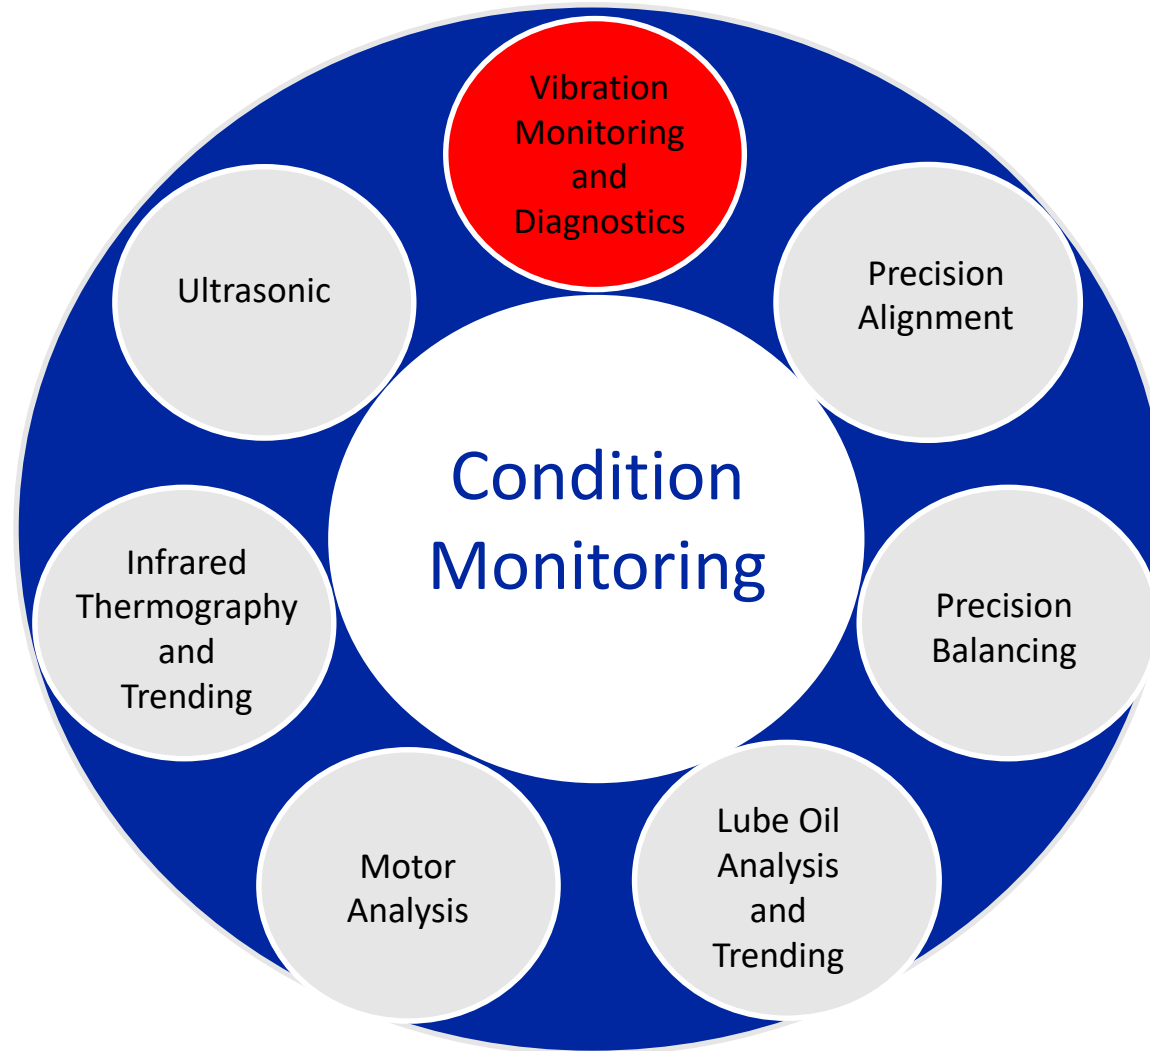 Vibration
Monitoring
and
Diagnostics
Precision
Alignment
Precision
Balancing
Lube Oil
Analysis
and
Trending
Motor
Analysis
Infrared
Thermography
and
Trending
Ultrasonic
Condition
Monitoring